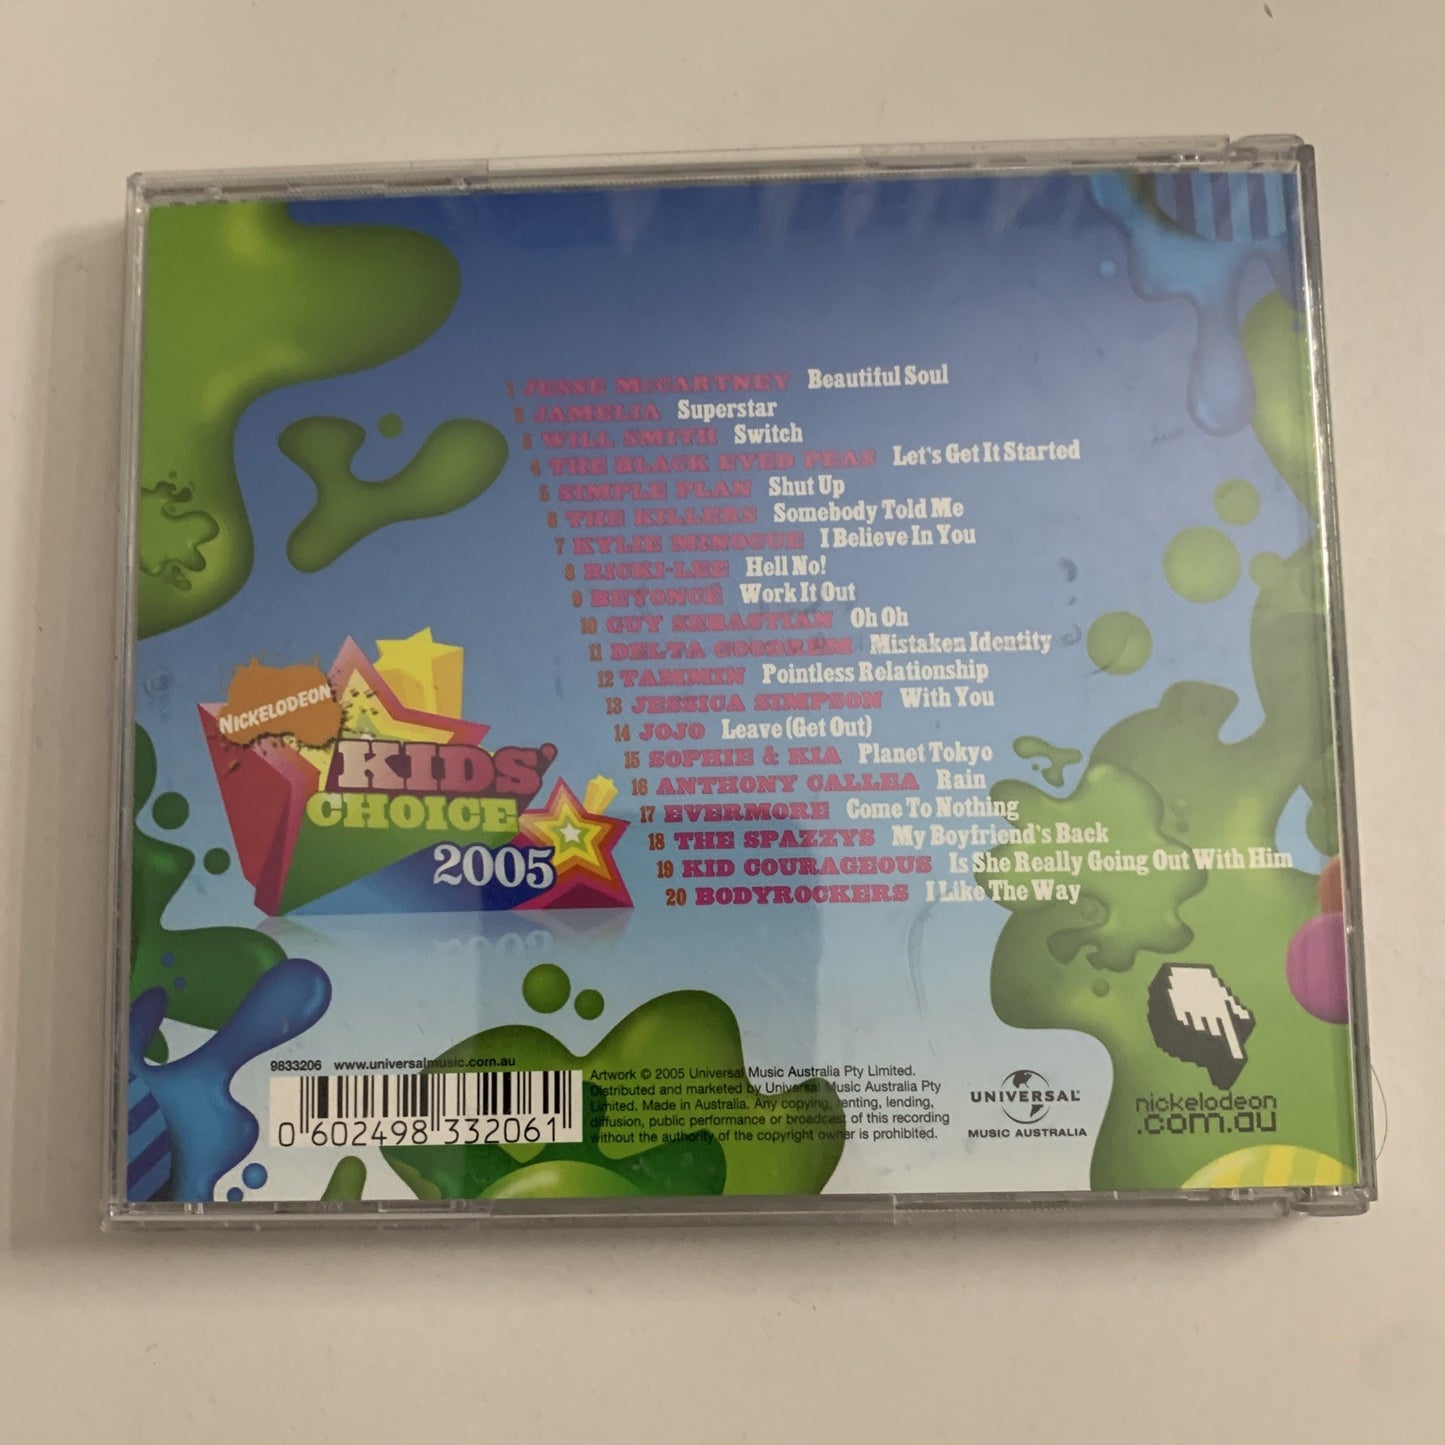 1 JESSE McCARTNEY Beautiful Soul
2 JAMELIA Superstar
3 WILL SMITH Switch
4 THE BLACK EYED PEAS Let's Get It Started
5 SIMPLE PLAN Shut Up
6 THE KILLERS Somebody Told Me
7 KYLIE MINOGUE I Believe In You
8 RICKI-LEE Hell No!
9 BEYONCÉ Work It Out
10 GUY SEBASTIAN Oh Oh
11 DELTA GOODREM Mistaken Identity
12 TAMMIN Pointless Relationship
13 JESSICA SIMPSON With You
14 JOJO Leave (Get Out)
15 SOPHIE & KIA Planet Tokyo
16 ANTHONY CALLEA Rain
17 EVERMORE Come To Nothing
18 THE SPAZZYS My Boyfriend's Back
19 KID COURAGEOUS Is She Really Going Out With Him
20 BODYROCKERS I Like The Way
NICKELODEON
KIDS'
CHOICE
2005
9833206 www.universalmusic.com.au
0 602498 332061
Artwork © 2005 Universal Music Australia Pty Limited.
Distributed and marketed by Universal Music Australia Pty
Limited. Made in Australia. Any copying, renting, lending,
diffusion, public performance or broadcast of this recording
without the authority of the copyright owner is prohibited.
UNIVERSAL
MUSIC AUSTRALIA
nickelodeon
.com.au